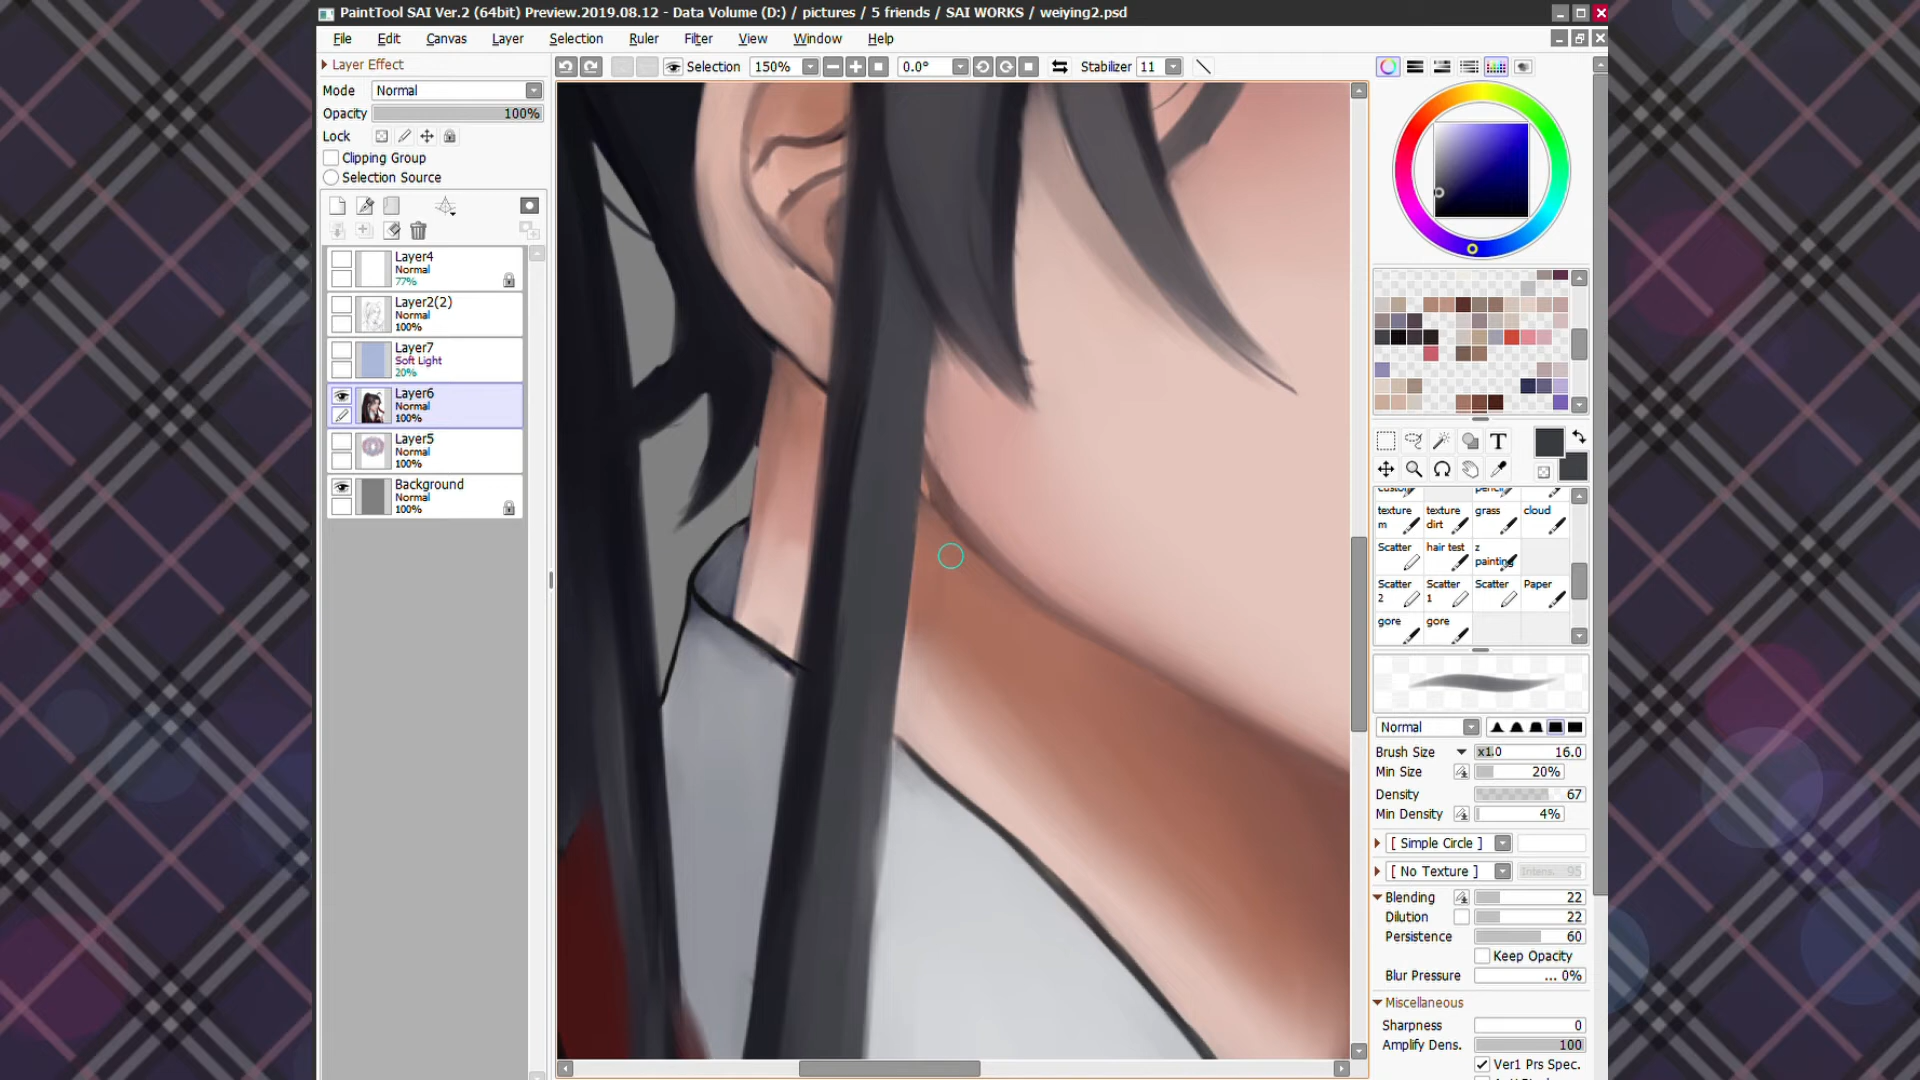 PaintTool SAI Ver.2 (64bit) Preview.2019.08.12 - Data Volume (D:) / pictures / 5 friends / SAI WORKS / weiying2.psd
File Edit Canvas Layer Selection Ruler Filter View Window Help
Layer Effect
Selection 150% 0.0° Stabilizer 11
Mode Normal
Opacity 100%
Lock
Clipping Group
Selection Source
Layer4
Normal
77%
Layer2(2)
Normal
100%
Layer7
Soft Light
20%
Layer6
Normal
100%
Layer5
Normal
100%
Background
Normal
100%
T
texture m
texture dirt
grass
cloud
Scatter
hair test
z painting
Scatter 2
Scatter 1
Scatter
Paper
gore
gore
Normal
Brush Size x1.0 16.0
Min Size 20%
Density 67
Min Density 4%
[ Simple Circle ]
[ No Texture ] Intens. 95
Blending 22
Dilution 22
Persistence 60
Keep Opacity
Blur Pressure ... 0%
Miscellaneous
Sharpness 0
Amplify Dens. 100
Ver1 Prs Spec.